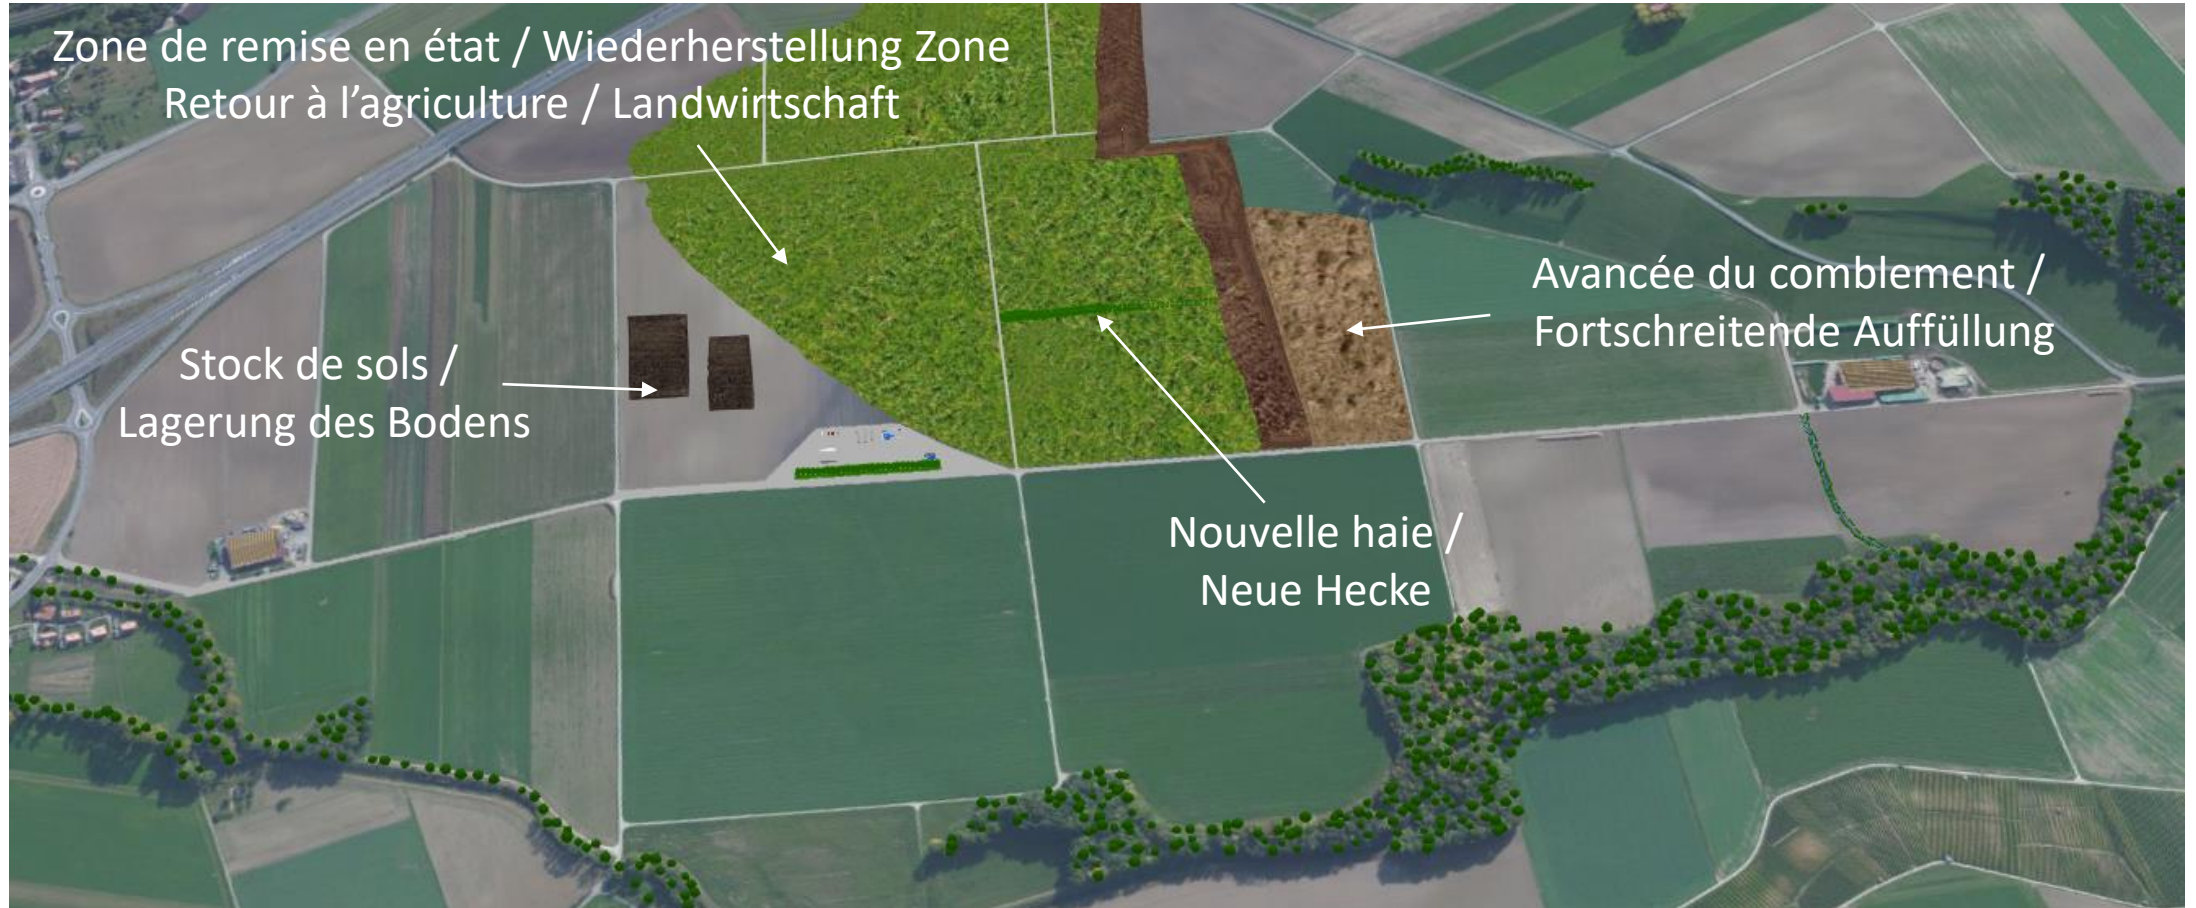 Zone de remise en état / Wiederherstellung Zone
Retour à l’agriculture / Landwirtschaft
Avancée du comblement /
Fortschreitende Auffüllung
Stock de sols /
Lagerung des Bodens
Nouvelle haie /
Neue Hecke